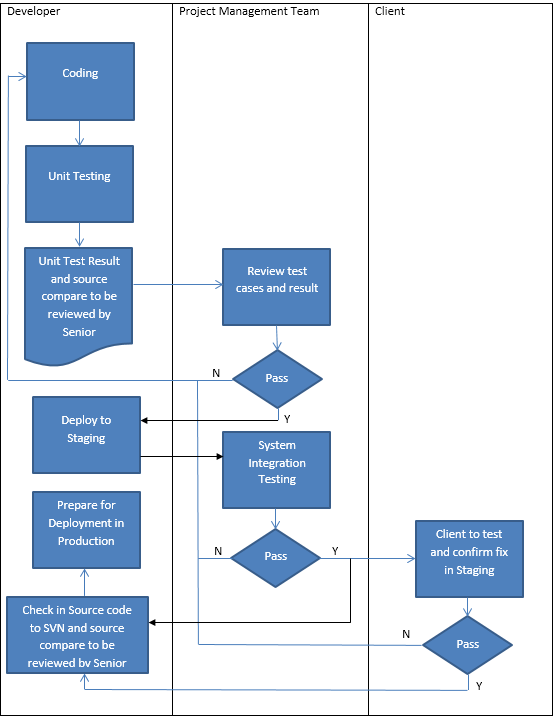 Developer
Project Management Team
Client
Coding
Unit Testing
Unit Test Result
and source
compare to be
reviewed by
Senior
Review test
cases and result
N
Pass
Y
Deploy to
Staging
System
Integration
Testing
Prepare for
Deployment in
Production
N
Pass
Y
Client to test
and confirm fix
in Staging
Check in Source code
to SVN and source
compare to be
reviewed by Senior
N
Pass
Y